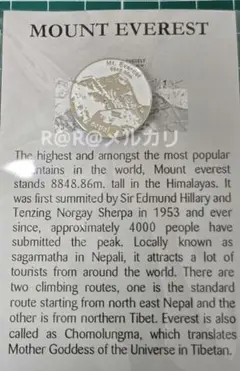 MOUNT EVEREST
Mt. Everest
R@R@メルカリ
The highest and amongst the most popular
mountains in the world, Mount everest
stands 8848.86m. tall in the Himalayas. It
was first summited by Sir Edmund Hillary and
Tenzing Norgay Sherpa in 1953 and ever
since, approximately 4000 people have
submitted the peak. Locally known as
sagarmatha in Nepali, it attracts a lot of
tourists from around the world. There are
two climbing routes, one is the standard
route starting from north east Nepal and the
other is from northern Tibet. Everest is also
called as Chomolungma, which translates
Mother Goddess of the Universe in Tibetan.